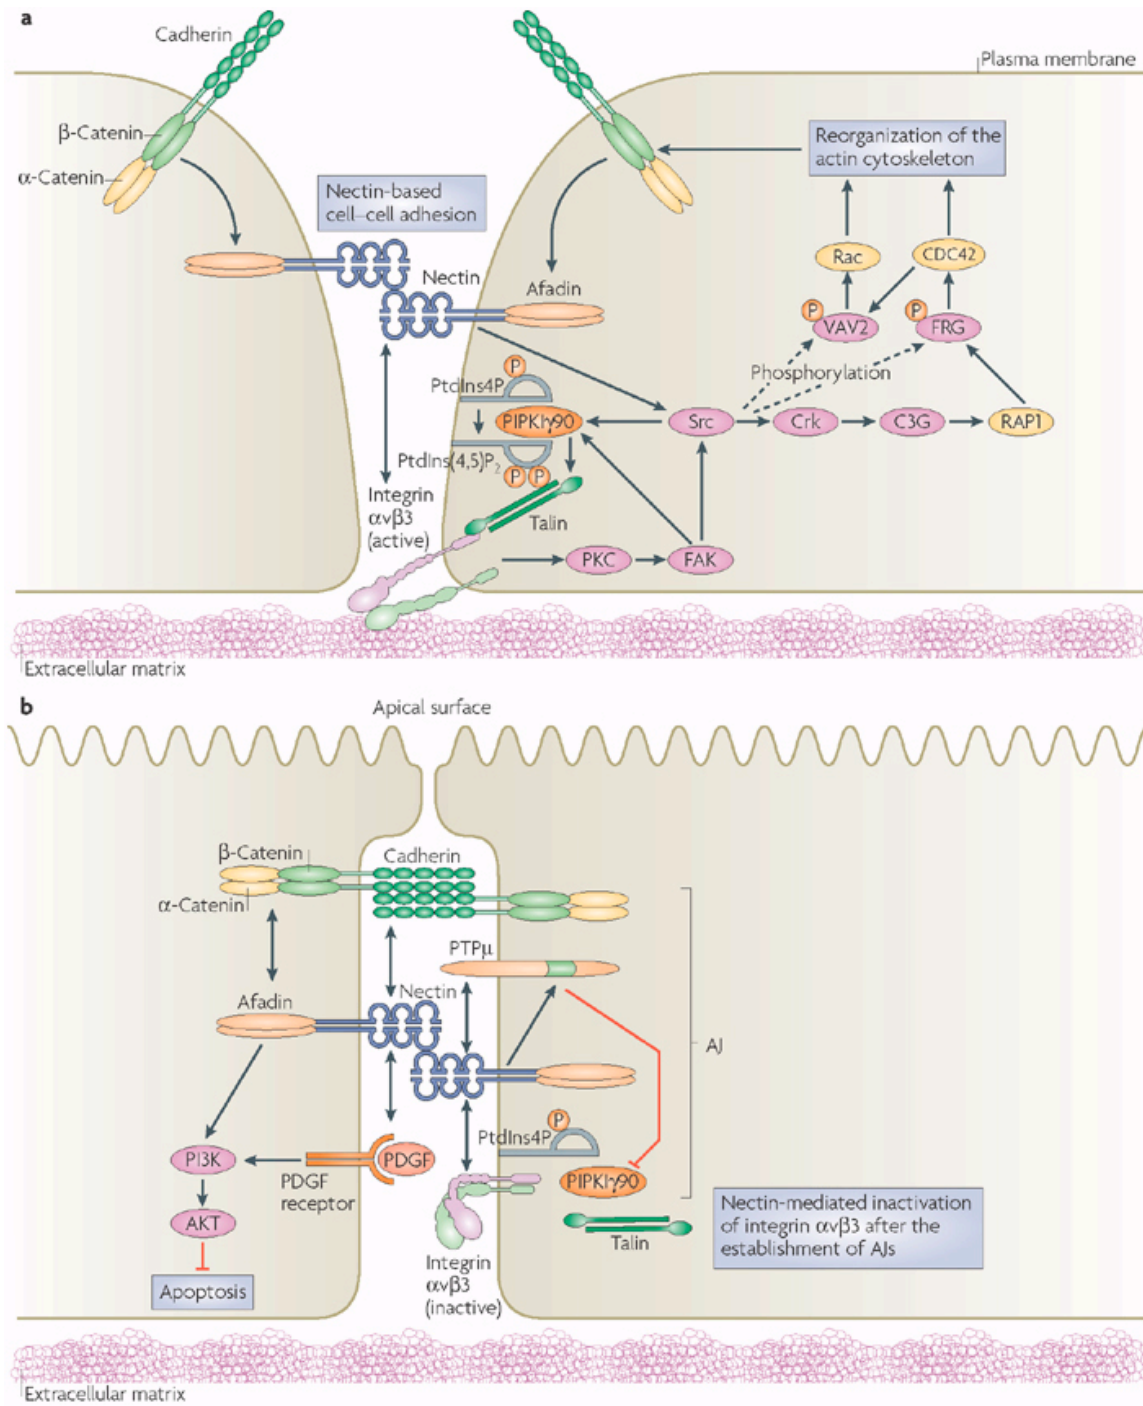 a
Cadherin
Plasma membrane
β-Catenin
α-Catenin
Reorganization of the
actin cytoskeleton
Nectin-based
cell–cell adhesion
Rac
CDC42
Nectin
Afadin
P
P
VAV2
FRG
P
PtdIns4P
Phosphorylation
PIPKIγ90
Src
Crk
C3G
RAP1
PtdIns(4,5)P2
P
P
Integrin
αvβ3
(active)
Talin
PKC
FAK
Extracellular matrix
b
Apical surface
β-Catenin
Cadherin
α-Catenin
PTPμ
Afadin
Nectin
AJ
P
PtdIns4P
PI3K
PDGF
PDGF
receptor
PIPKIγ90
AKT
Talin
Nectin-mediated inactivation
of integrin αvβ3 after the
establishment of AJs
Integrin
αvβ3
(inactive)
Apoptosis
Extracellular matrix